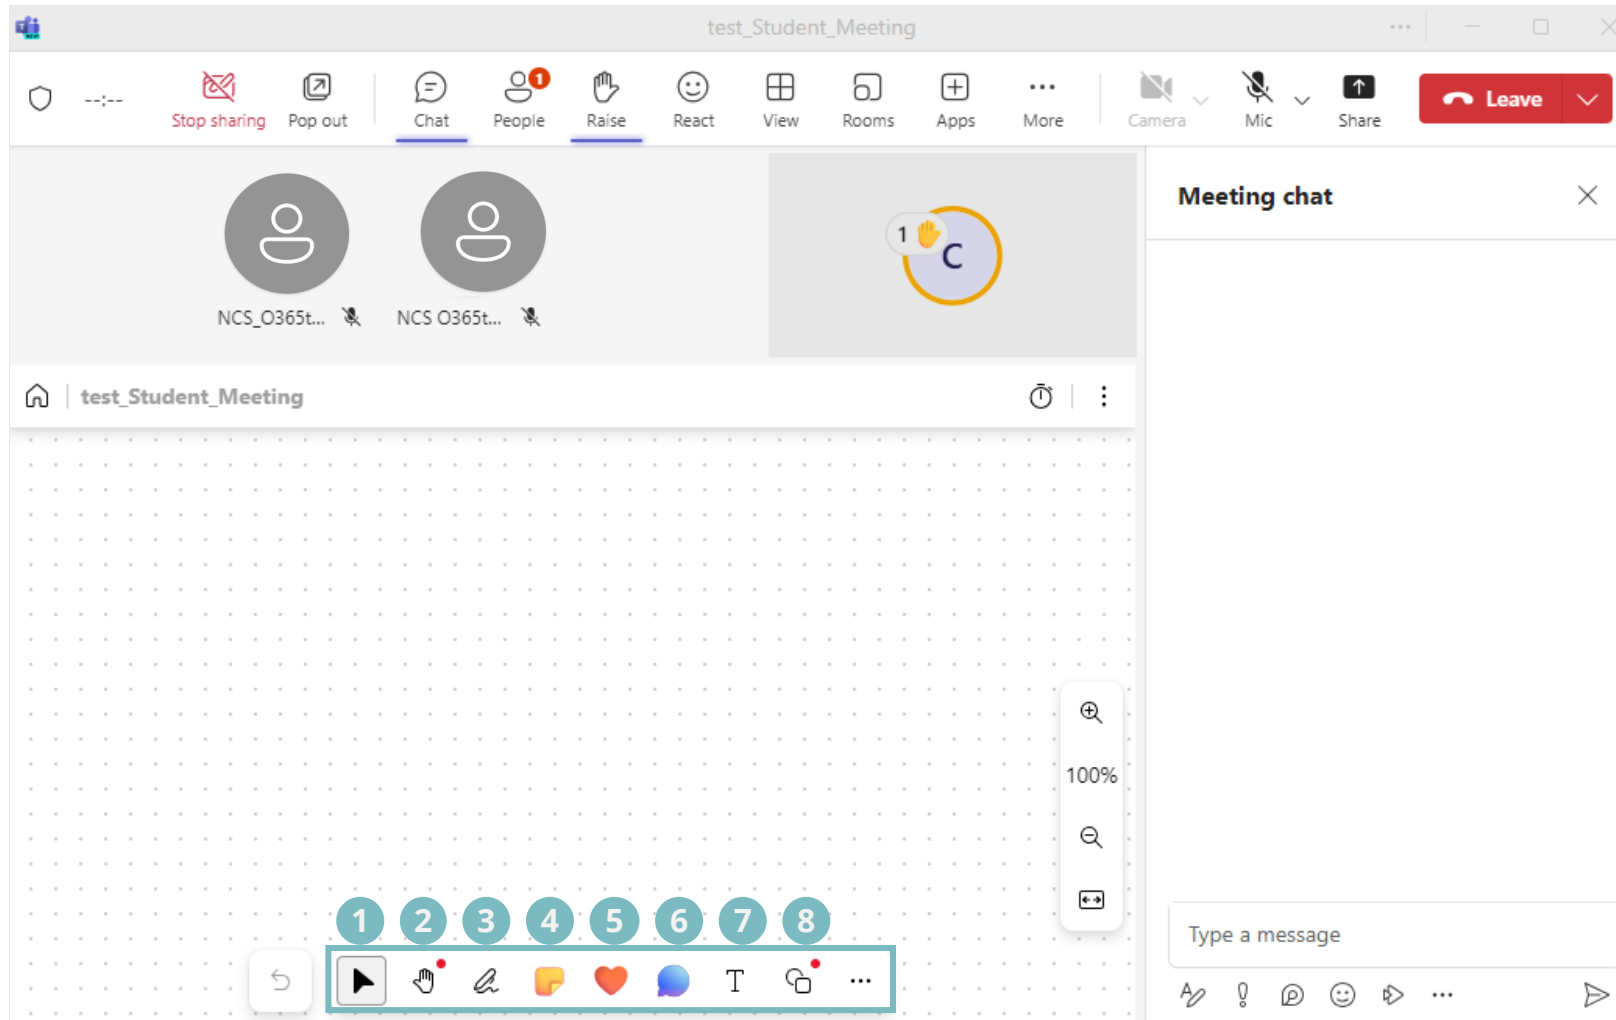 test_Student_Meeting
--:--
Stop sharing
Pop out
Chat
1
People
Raise
React
View
Rooms
Apps
More
Camera
Mic
Share
Leave
NCS_O365t...
NCS O365t...
1
C
Meeting chat
test_Student_Meeting
100%
1 2 3 4 5 6 7 8
T
Type a message